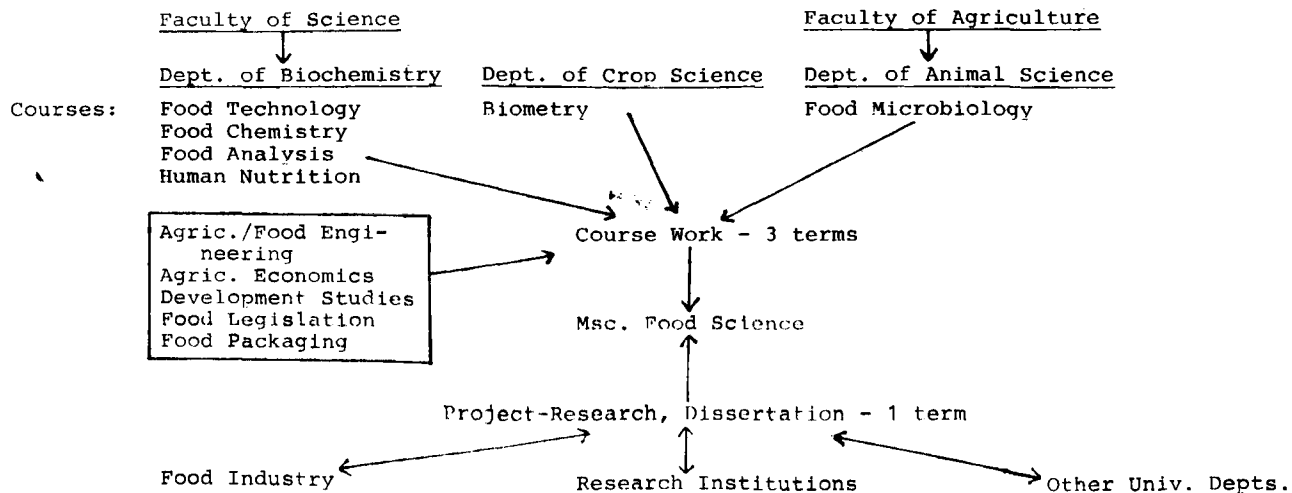 Faculty of Science Faculty of Agriculture
Dept. of Biochemistry Dept. of Crop Science Dept. of Animal Science
Courses: Food Technology Biometry Food Microbiology
Food Chemistry
Food Analysis
Human Nutrition
Agric./Food Engi-
neering
Agric. Economics
Development Studies
Food Legislation
Food Packaging
Course Work - 3 terms
Msc. Food Science
Project-Research, Dissertation - 1 term
Food Industry Research Institutions Other Univ. Depts.